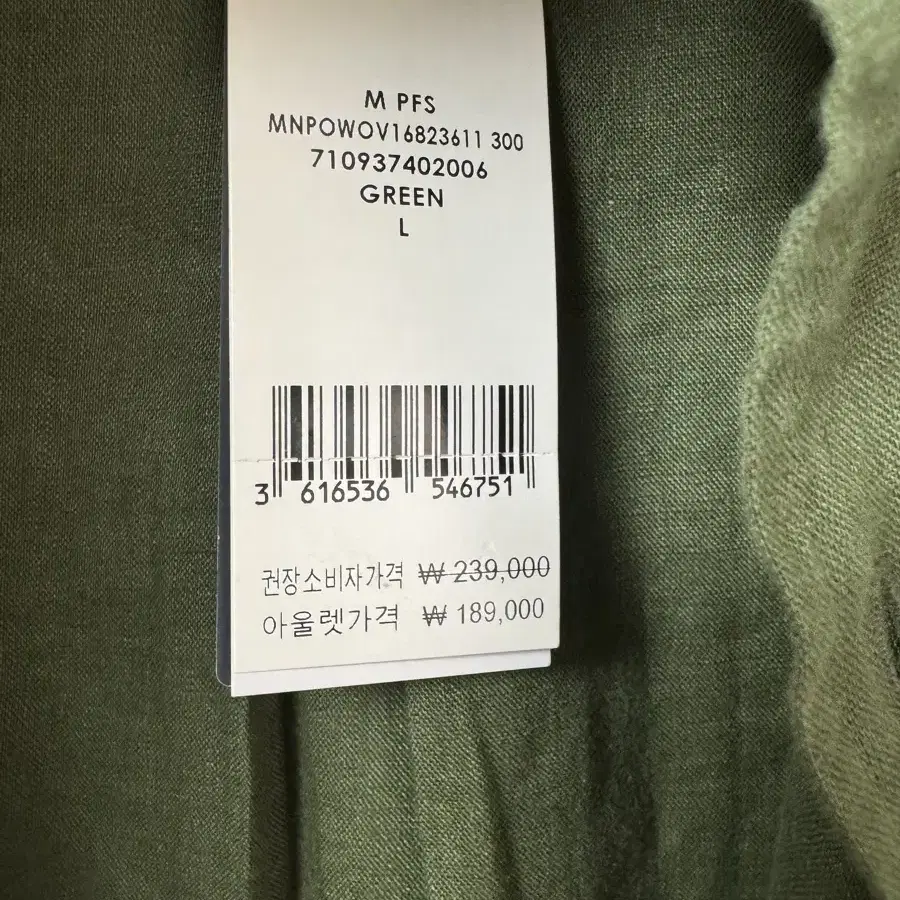 M PFS
MNPOWOV16823611 300
710937402006
GREEN
L
3 616536 546751
권장소비자가격 ₩ 239,000
아울렛가격 ₩ 189,000